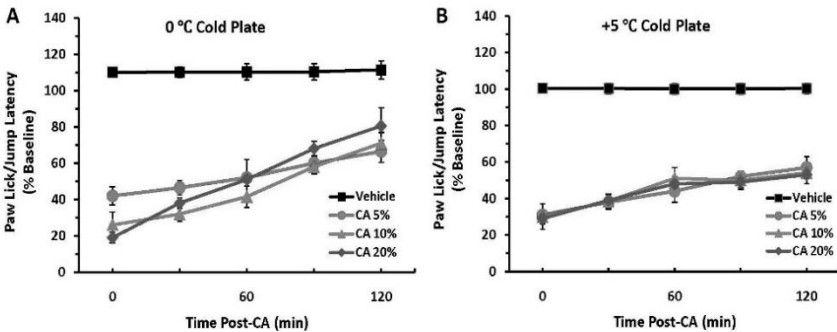 A
0 °C Cold Plate
Paw Lick/Jump Latency
(% Baseline)
140
120
100
80
60
40
20
0
Vehicle
CA 5%
CA 10%
CA 20%
0
60
120
Time Post-CA (min)
B
+5 °C Cold Plate
Paw Lick/Jump Latency
(% Baseline)
140
120
100
80
60
40
20
0
Vehicle
CA 5%
CA 10%
CA 20%
0
60
120
Time Post-CA (min)